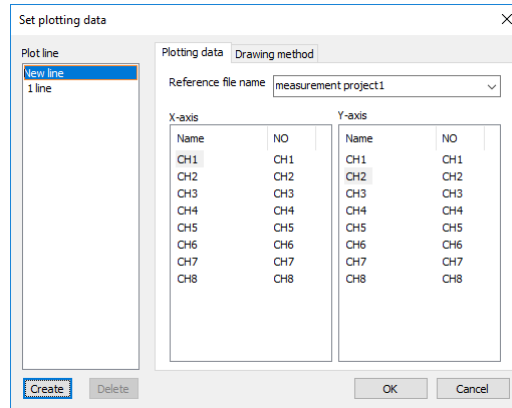 Set plotting data
Plot line
New line
1 line
Plotting data Drawing method
Reference file name measurement project1
X-axis Y-axis
Name NO Name NO
CH1 CH1 CH1 CH1
CH2 CH2 CH2 CH2
CH3 CH3 CH3 CH3
CH4 CH4 CH4 CH4
CH5 CH5 CH5 CH5
CH6 CH6 CH6 CH6
CH7 CH7 CH7 CH7
CH8 CH8 CH8 CH8
Create Delete OK Cancel